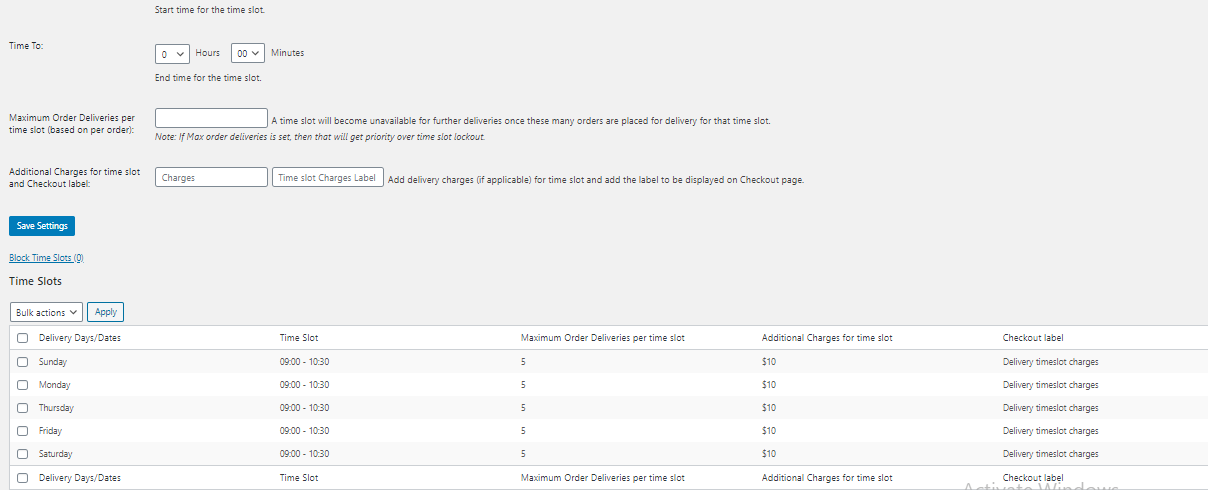 Start time for the time slot.
Time To:
0 Hours 00 Minutes
End time for the time slot.
Maximum Order Deliveries per
time slot (based on per order):
A time slot will become unavailable for further deliveries once these many orders are placed for delivery for that time slot.
Note: If Max order deliveries is set, then that will get priority over time slot lockout.
Additional Charges for time slot
and Checkout label:
Charges Time slot Charges Label Add delivery charges (if applicable) for time slot and add the label to be displayed on Checkout page.
Save Settings
Block Time Slots (0)
Time Slots
Bulk actions Apply
Delivery Days/Dates Time Slot Maximum Order Deliveries per time slot Additional Charges for time slot Checkout label
Sunday 09:00 - 10:30 5 $10 Delivery timeslot charges
Monday 09:00 - 10:30 5 $10 Delivery timeslot charges
Thursday 09:00 - 10:30 5 $10 Delivery timeslot charges
Friday 09:00 - 10:30 5 $10 Delivery timeslot charges
Saturday 09:00 - 10:30 5 $10 Delivery timeslot charges
Delivery Days/Dates Time Slot Maximum Order Deliveries per time slot Additional Charges for time slot Checkout label
Activate Windows